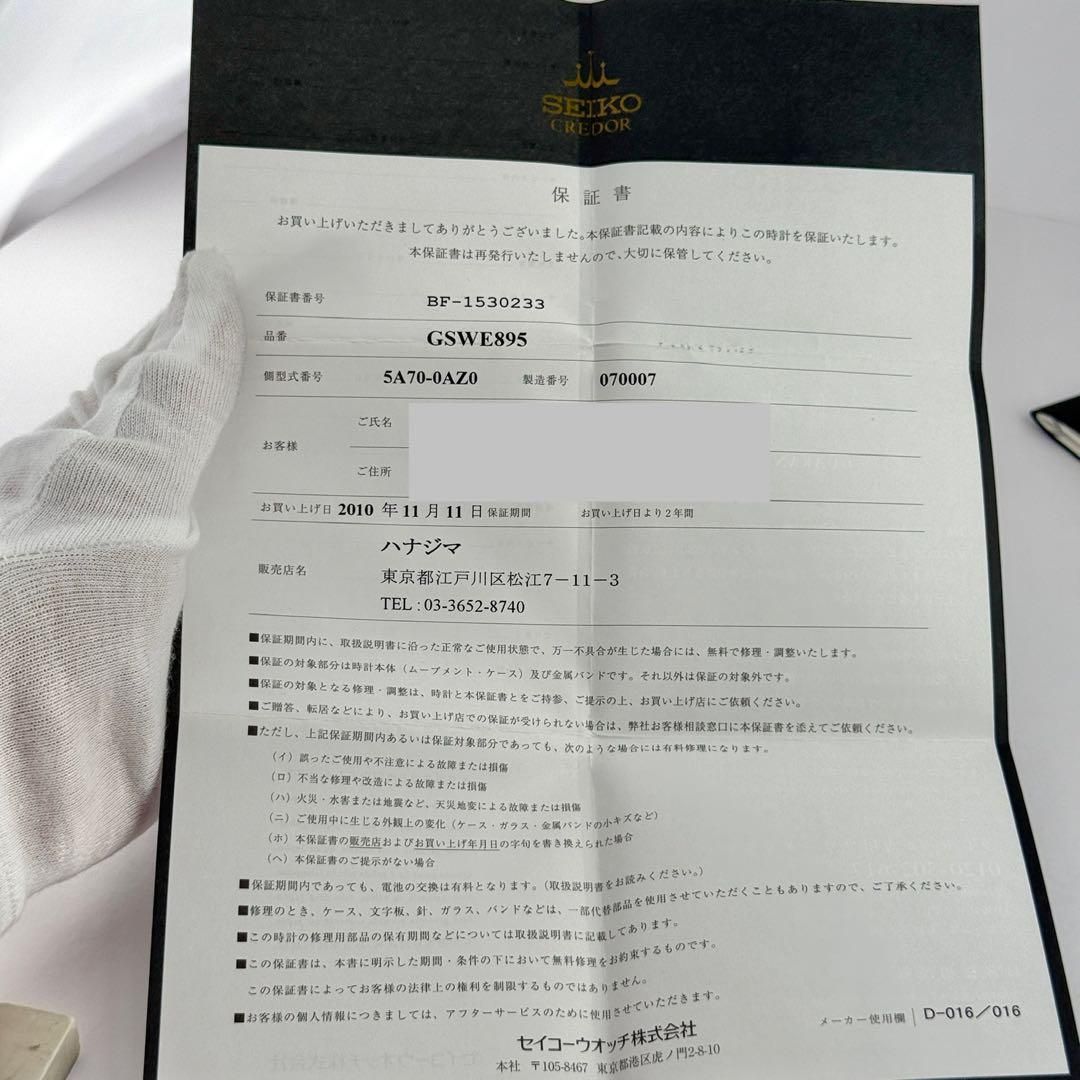 SEIKO
CREDOR
保証書
お買い上げいただきましてありがとうございました。本保証書記載の内容によりこの時計を保証いたします。
本保証書は再発行いたしませんので、大切に保管してください。
保証書番号 BF-1530233
品番 GSWE895
側型式番号 5A70-0AZ0 製造番号 070007
お客様
ご氏名
ご住所
お買い上げ日 2010 年 11 月 11 日 保証期間 お買い上げ日より2年間
販売店名
ハナジマ
東京都江戸川区松江7-11-3
TEL : 03-3652-8740
■保証期間内に、取扱説明書に沿った正常なご使用状態で、万一不具合が生じた場合には、無料で修理・調整いたします。
■保証の対象部分は時計本体(ムーブメント・ケース)及び金属バンドです。それ以外は保証の対象外です。
■保証の対象となる修理・調整は、時計と本保証書とをご持参、ご提示の上、お買い上げ店にご依頼ください。
■ご贈答、転居などにより、お買い上げ店での保証が受けられない場合は、弊社お客様相談窓口に本保証書を添えてご依頼ください。
■ただし、上記保証期間内あるいは保証対象部分であっても、次のような場合には有料修理になります。
(イ)誤ったご使用や不注意による故障または損傷
(ロ)不当な修理や改造による故障または損傷
(ハ)火災・水害または地震など、天災地変による故障または損傷
(ニ)ご使用中に生じる外観上の変化(ケース・ガラス・金属バンドの小キズなど)
(ホ)本保証書の販売店およびお買い上げ年月日の字句を書き換えられた場合
(ヘ)本保証書のご提示がない場合
■保証期間内であっても、電池の交換は有料となります。(取扱説明書をお読みください。)
■修理のとき、ケース、文字板、針、ガラス、バンドなどは、一部代替部品を使用させていただくこともありますので、ご了承ください。
■この時計の修理用部品の保有期間などについては取扱説明書に記載してあります。
■この保証書は、本書に明示した期間・条件の下において無料修理をお約束するものです。
この保証書によってお客様の法律上の権利を制限するものではありません。
■お客様の個人情報につきましては、アフターサービスのために使用させていただきます。
メーカー使用欄 D-016/016
セイコーウオッチ株式会社
本社 〒105-8467 東京都港区虎ノ門2-8-10